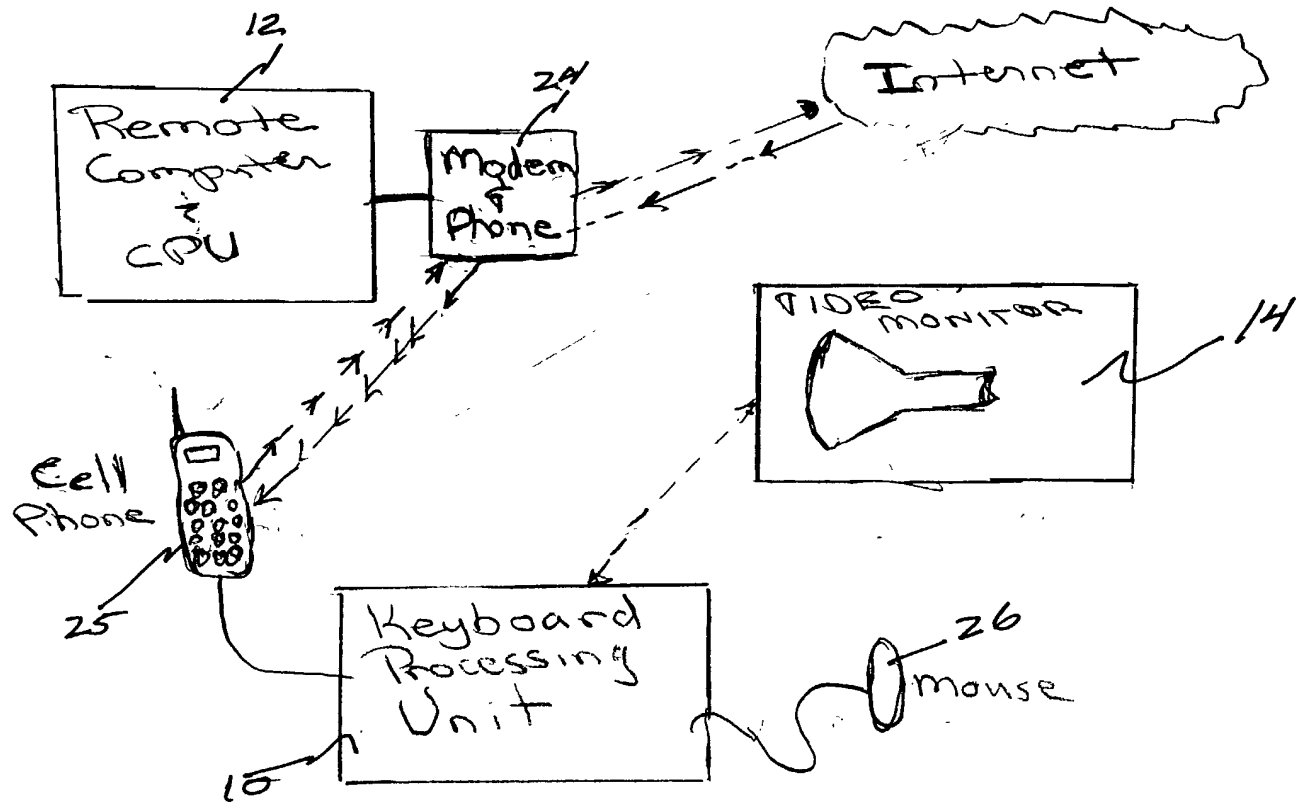 12
Remote
Computer
&
CPU
24
Modem
&
Phone
Internet
VIDEO
MONITOR
14
Cell
Phone
25
Keyboard
Processing
Unit
10
26
mouse